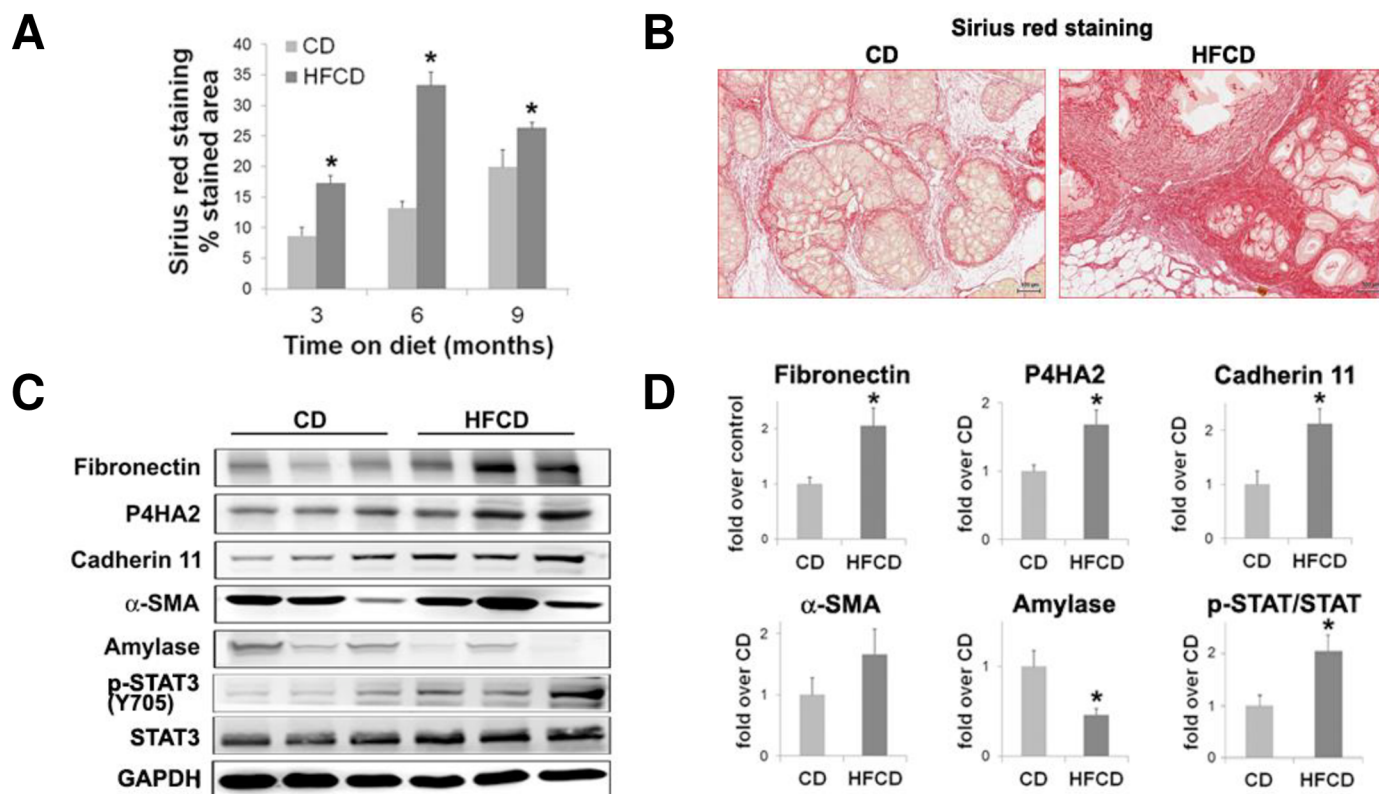 A
Sirius red staining
% stained area
40
35
30
25
20
15
10
5
0
CD
HFCD
*
*
*
3 6 9
Time on diet (months)
B
Sirius red staining
CD HFCD
C
CD HFCD
Fibronectin
P4HA2
Cadherin 11
α-SMA
Amylase
p-STAT3
(Y705)
STAT3
GAPDH
D
Fibronectin
fold over control
2
1
0
*
CD HFCD
P4HA2
fold over CD
2
1
0
*
CD HFCD
Cadherin 11
fold over CD
2
1
0
*
CD HFCD
α-SMA
fold over CD
2
1
0
CD HFCD
Amylase
fold over CD
1
0
*
CD HFCD
p-STAT/STAT
fold over CD
2
1
0
*
CD HFCD